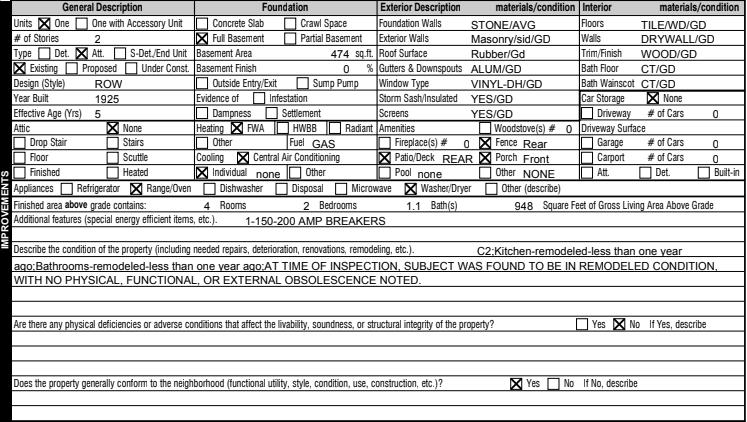 General Description Foundation Exterior Description materials/condition Interior materials/condition
Units ☒ One ☐ One with Accessory Unit ☐ Concrete Slab ☐ Crawl Space Foundation Walls STONE/AVG Floors TILE/WD/GD
# of Stories 2 ☒ Full Basement ☐ Partial Basement Exterior Walls Masonry/sid/GD Walls DRYWALL/GD
Type ☐ Det. ☒ Att. ☐ S-Det./End Unit Basement Area 474 sq.ft. Roof Surface Rubber/Gd Trim/Finish WOOD/GD
☒ Existing ☐ Proposed ☐ Under Const. Basement Finish 0 % Gutters & Downspouts ALUM/GD Bath Floor CT/GD
Design (Style) ROW ☐ Outside Entry/Exit ☐ Sump Pump Window Type VINYL-DH/GD Bath Wainscot CT/GD
Year Built 1925 Evidence of ☐ Infestation Storm Sash/Insulated YES/GD Car Storage ☒ None
Effective Age (Yrs) 5 ☐ Dampness ☐ Settlement Screens YES/GD ☐ Driveway # of Cars 0
Attic ☒ None Heating ☒ FWA ☐ HWBB ☐ Radiant Amenities ☐ Woodstove(s) # 0 Driveway Surface
☐ Drop Stair ☐ Stairs ☐ Other Fuel GAS ☐ Fireplace(s) # 0 ☒ Fence Rear ☐ Garage # of Cars 0
☐ Floor ☐ Scuttle Cooling ☒ Central Air Conditioning ☒ Patio/Deck REAR ☒ Porch Front ☐ Carport # of Cars 0
☐ Finished ☐ Heated ☒ Individual none ☐ Other ☐ Pool none ☐ Other NONE ☐ Att. ☐ Det. ☐ Built-in
Appliances ☐ Refrigerator ☒ Range/Oven ☐ Dishwasher ☐ Disposal ☐ Microwave ☒ Washer/Dryer ☐ Other (describe)
Finished area above grade contains: 4 Rooms 2 Bedrooms 1.1 Bath(s) 948 Square Feet of Gross Living Area Above Grade
Additional features (special energy efficient items, etc.). 1-150-200 AMP BREAKERS
Describe the condition of the property (including needed repairs, deterioration, renovations, remodeling, etc.). C2;Kitchen-remodeled-less than one year
ago;Bathrooms-remodeled-less than one year ago;AT TIME OF INSPECTION, SUBJECT WAS FOUND TO BE IN REMODELED CONDITION,
WITH NO PHYSICAL, FUNCTIONAL, OR EXTERNAL OBSOLESCENCE NOTED.
Are there any physical deficiencies or adverse conditions that affect the livability, soundness, or structural integrity of the property? ☐ Yes ☒ No If Yes, describe
Does the property generally conform to the neighborhood (functional utility, style, condition, use, construction, etc.)? ☒ Yes ☐ No If No, describe
IMPROVEMENTS